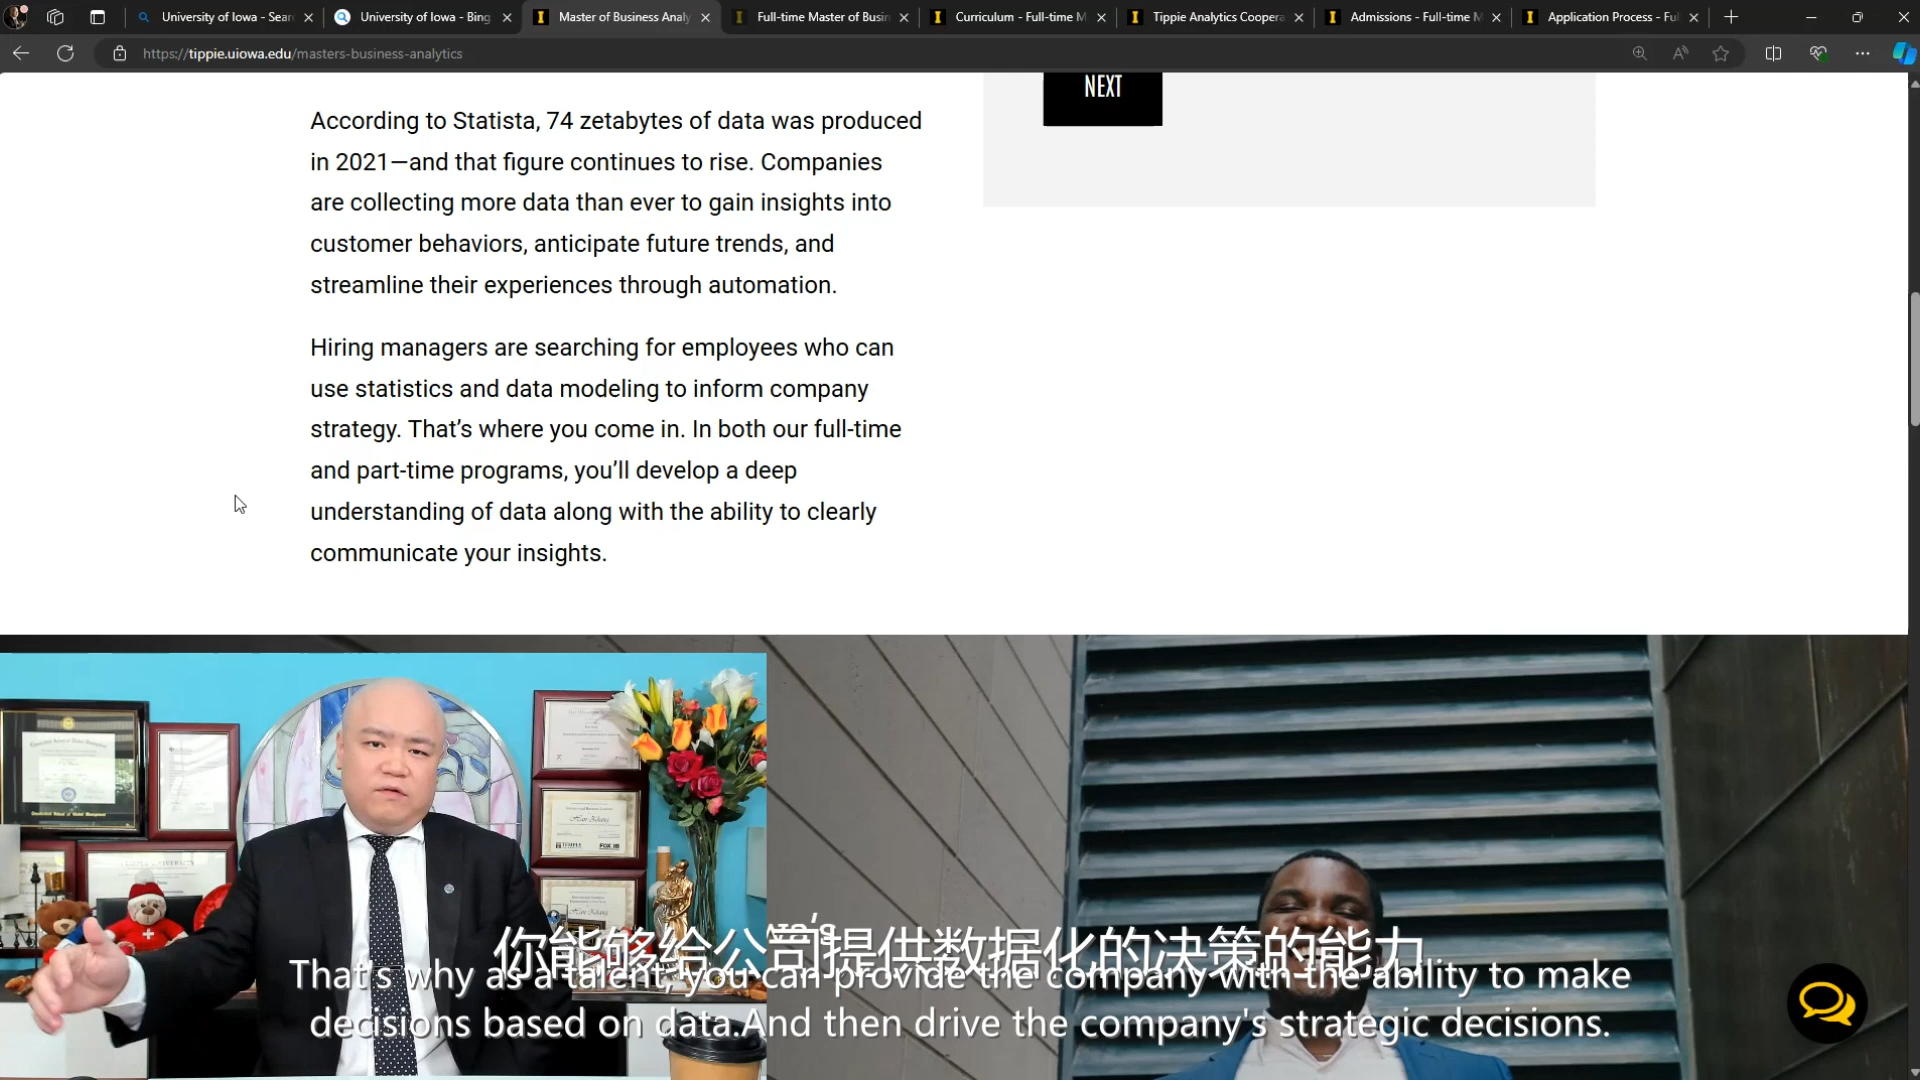 University of Iowa - Sear
University of Iowa - Bing
Master of Business Analy
Full-time Master of Busin
Curriculum - Full-time M
Tippie Analytics Coopera
Admissions - Full-time M
Application Process - Ful
https://tippie.uiowa.edu/masters-business-analytics
NEXT
According to Statista, 74 zetabytes of data was produced
in 2021—and that figure continues to rise. Companies
are collecting more data than ever to gain insights into
customer behaviors, anticipate future trends, and
streamline their experiences through automation.
Hiring managers are searching for employees who can
use statistics and data modeling to inform company
strategy. That’s where you come in. In both our full-time
and part-time programs, you’ll develop a deep
understanding of data along with the ability to clearly
communicate your insights.
你能够给公司提供数据化的决策的能力
That's why as a talent, you can provide the company with the ability to make
decisions based on data.And then drive the company's strategic decisions.